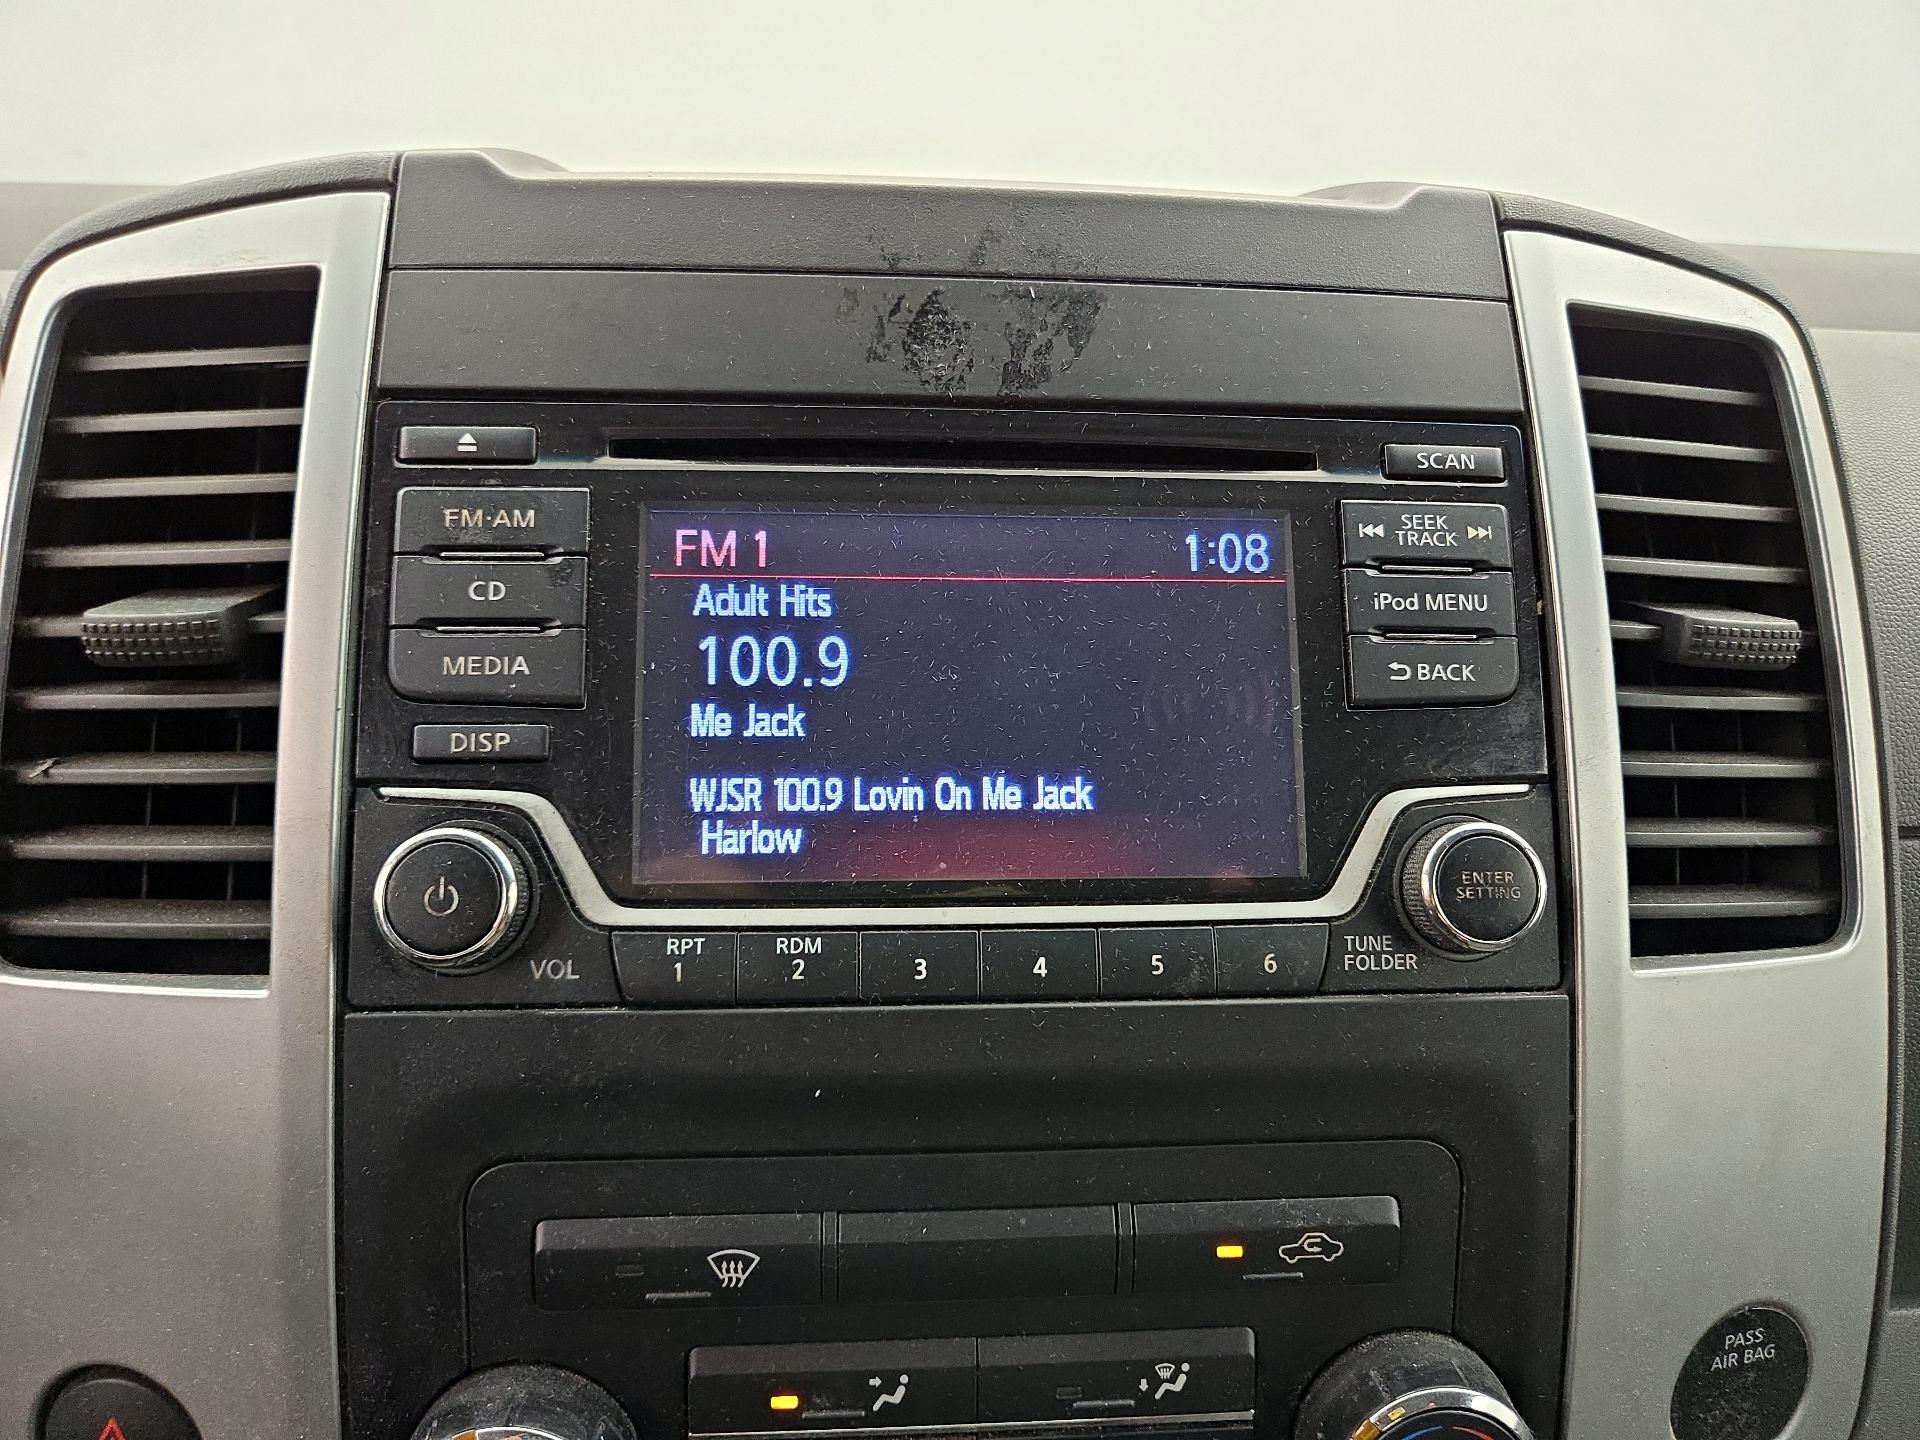 SCAN
FM·AM
CD
MEDIA
DISP
FM 1
1:08
Adult Hits
100.9
Me Jack
WJSR 100.9 Lovin On Me Jack
Harlow
SEEK
TRACK
iPod MENU
BACK
VOL
RPT
1
RDM
2
3
4
5
6
TUNE
FOLDER
ENTER
SETTING
PASS
AIR BAG